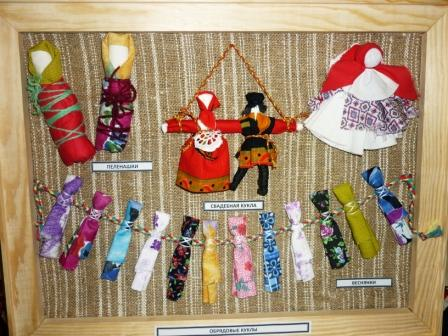 ПЕЛЕНАШКИ
СВАДЕБНАЯ КУКЛА
ВЕСНЯНКИ
ОБРЯДОВЫЕ КУКЛЫ